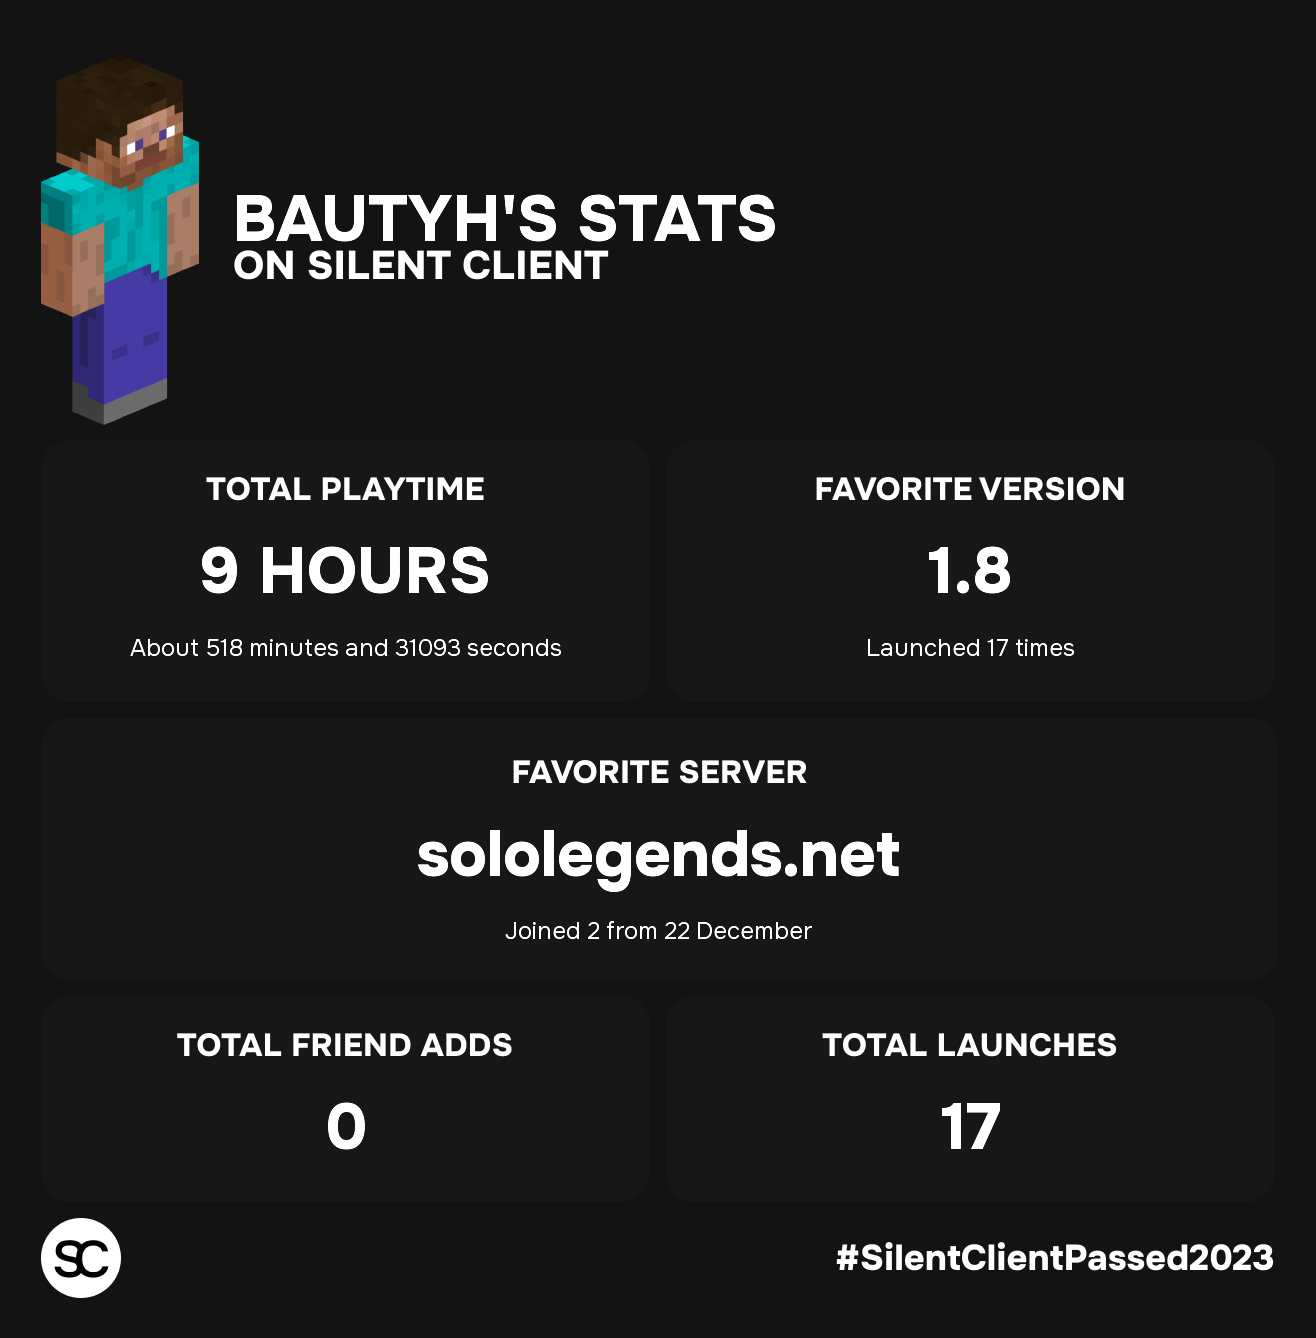 BAUTYH'S STATS
ON SILENT CLIENT
TOTAL PLAYTIME
9 HOURS
About 518 minutes and 31093 seconds
FAVORITE VERSION
1.8
Launched 17 times
FAVORITE SERVER
sololegends.net
Joined 2 from 22 December
TOTAL FRIEND ADDS
0
TOTAL LAUNCHES
17
SC
#SilentClientPassed2023